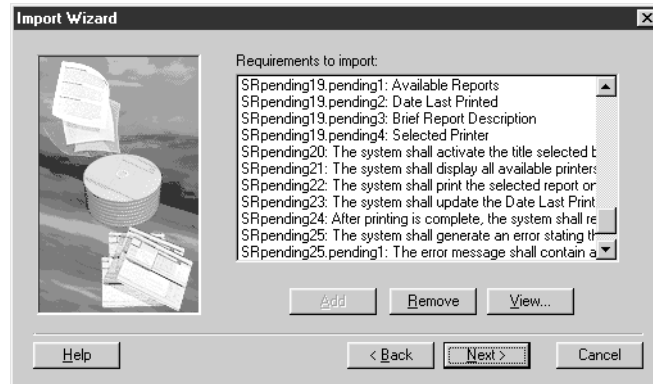 Import Wizard
Requirements to import:
SRpending19.pending1: Available Reports
SRpending19.pending2: Date Last Printed
SRpending19.pending3: Brief Report Description
SRpending19.pending4: Selected Printer
SRpending20: The system shall activate the title selected b
SRpending21: The system shall display all available printers
SRpending22: The system shall print the selected report on
SRpending23: The system shall update the Date Last Print
SRpending24: After printing is complete, the system shall re
SRpending25: The system shall generate an error stating th
SRpending25.pending1: The error message shall contain a
Add Remove View...
Help < Back Next > Cancel